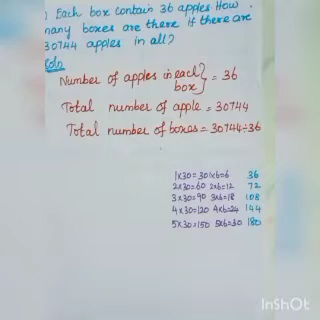 ) Each box contain 36 apples. How
many boxes are there if there are
30744 apples in all?
Soln
Number of apples in each box } = 36
Total number of apple = 30744
Total number of boxes = 30744÷36
1x30=30 1x6=6 36
2x30=60 2x6=12 72
3x30=90 3x6=18 108
4x30=120 4x6=24 144
5x30=150 5x6=30 180
InShOt